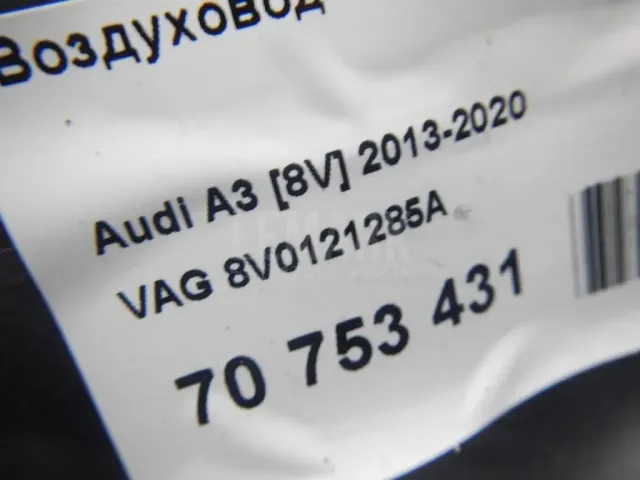 Воздуховод
Audi A3 [8V] 2013-2020
VAG 8V0121285A
70 753 431